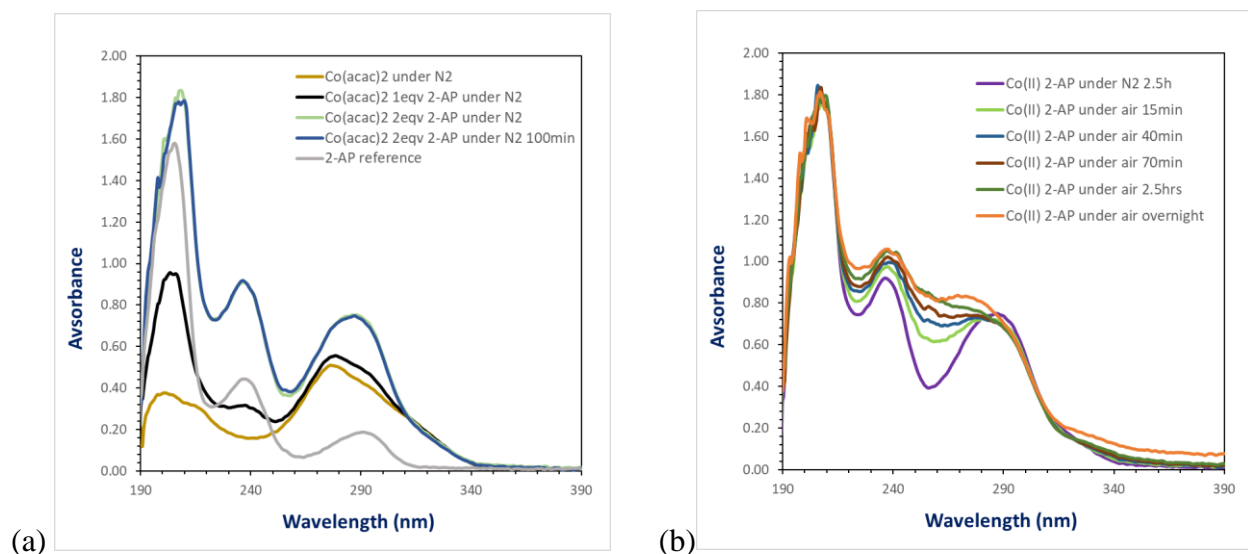 2.00
1.80
1.60
1.40
1.20
1.00
0.80
0.60
0.40
0.20
0.00
190
240
290
340
390
Avsorbance
Wavelength (nm)
Co(acac)2 under N2
Co(acac)2 1eqv 2-AP under N2
Co(acac)2 2eqv 2-AP under N2
Co(acac)2 2eqv 2-AP under N2 100min
2-AP reference
(a)
2.00
1.80
1.60
1.40
1.20
1.00
0.80
0.60
0.40
0.20
0.00
190
240
290
340
390
Avsorbance
Wavelength (nm)
Co(II) 2-AP under N2 2.5h
Co(II) 2-AP under air 15min
Co(II) 2-AP under air 40min
Co(II) 2-AP under air 70min
Co(II) 2-AP under air 2.5hrs
Co(II) 2-AP under air overnight
(b)